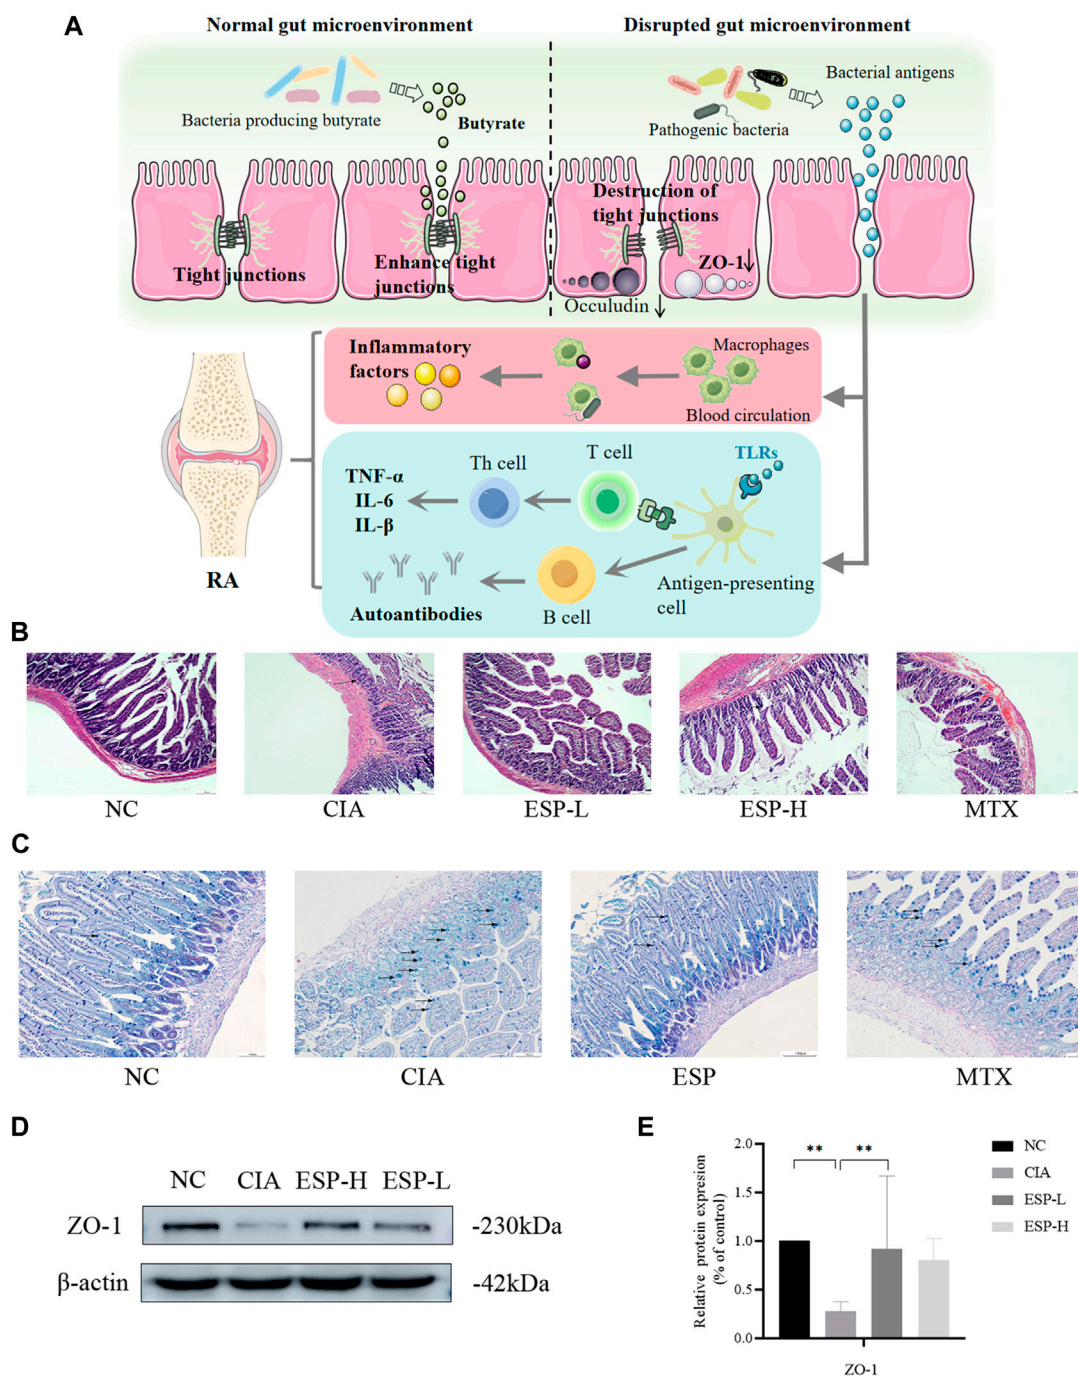 A
Normal gut microenvironment
Disrupted gut microenvironment
Bacteria producing butyrate
Butyrate
Pathogenic bacteria
Bacterial antigens
Tight junctions
Enhance tight
junctions
Destruction of
tight junctions
ZO-1
Occuludin
Inflammatory
factors
Macrophages
Blood circulation
RA
TNF-α
IL-6
IL-β
Th cell
T cell
TLRs
Autoantibodies
B cell
Antigen-presenting
cell
B
NC
CIA
ESP-L
ESP-H
MTX
C
NC
CIA
ESP
MTX
D
NC CIA ESP-H ESP-L
ZO-1
-230kDa
β-actin
-42kDa
E
Relative protein expresion
(% of control)
2.0
1.5
1.0
0.5
0.0
**
**
ZO-1
NC
CIA
ESP-L
ESP-H